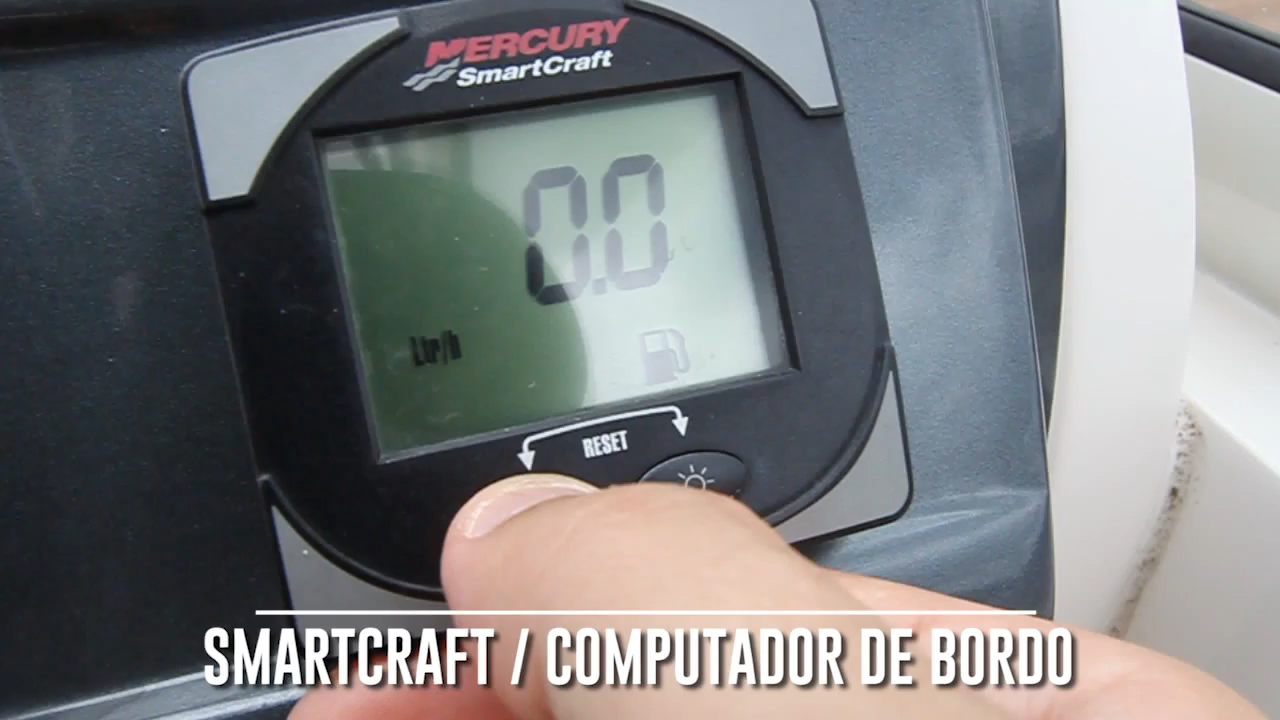 MERCURY
SmartCraft
0.0
Ltr/h
RESET
SMARTCRAFT / COMPUTADOR DE BORDO